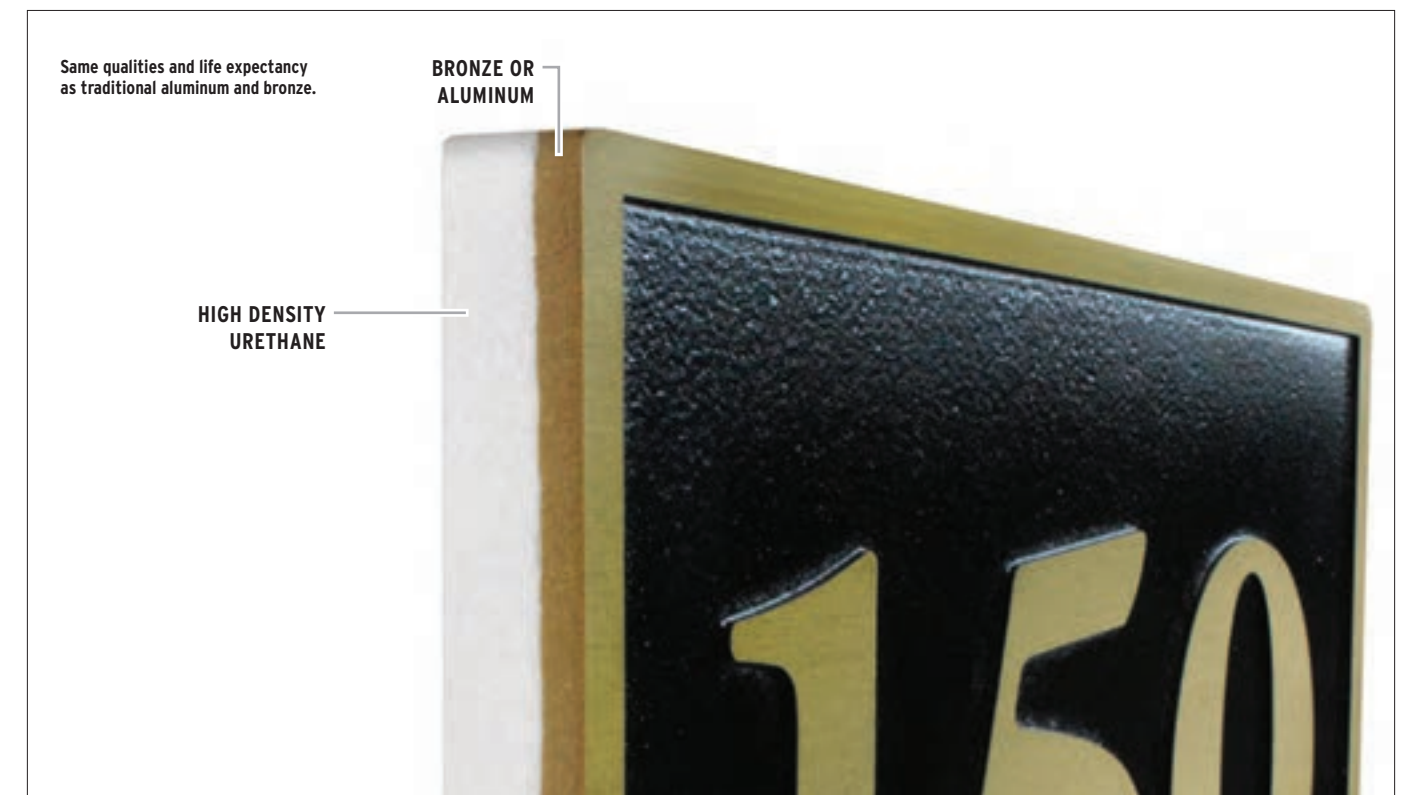 Same qualities and life expectancy
as traditional aluminum and bronze.
BRONZE OR
ALUMINUM
HIGH DENSITY
URETHANE
150